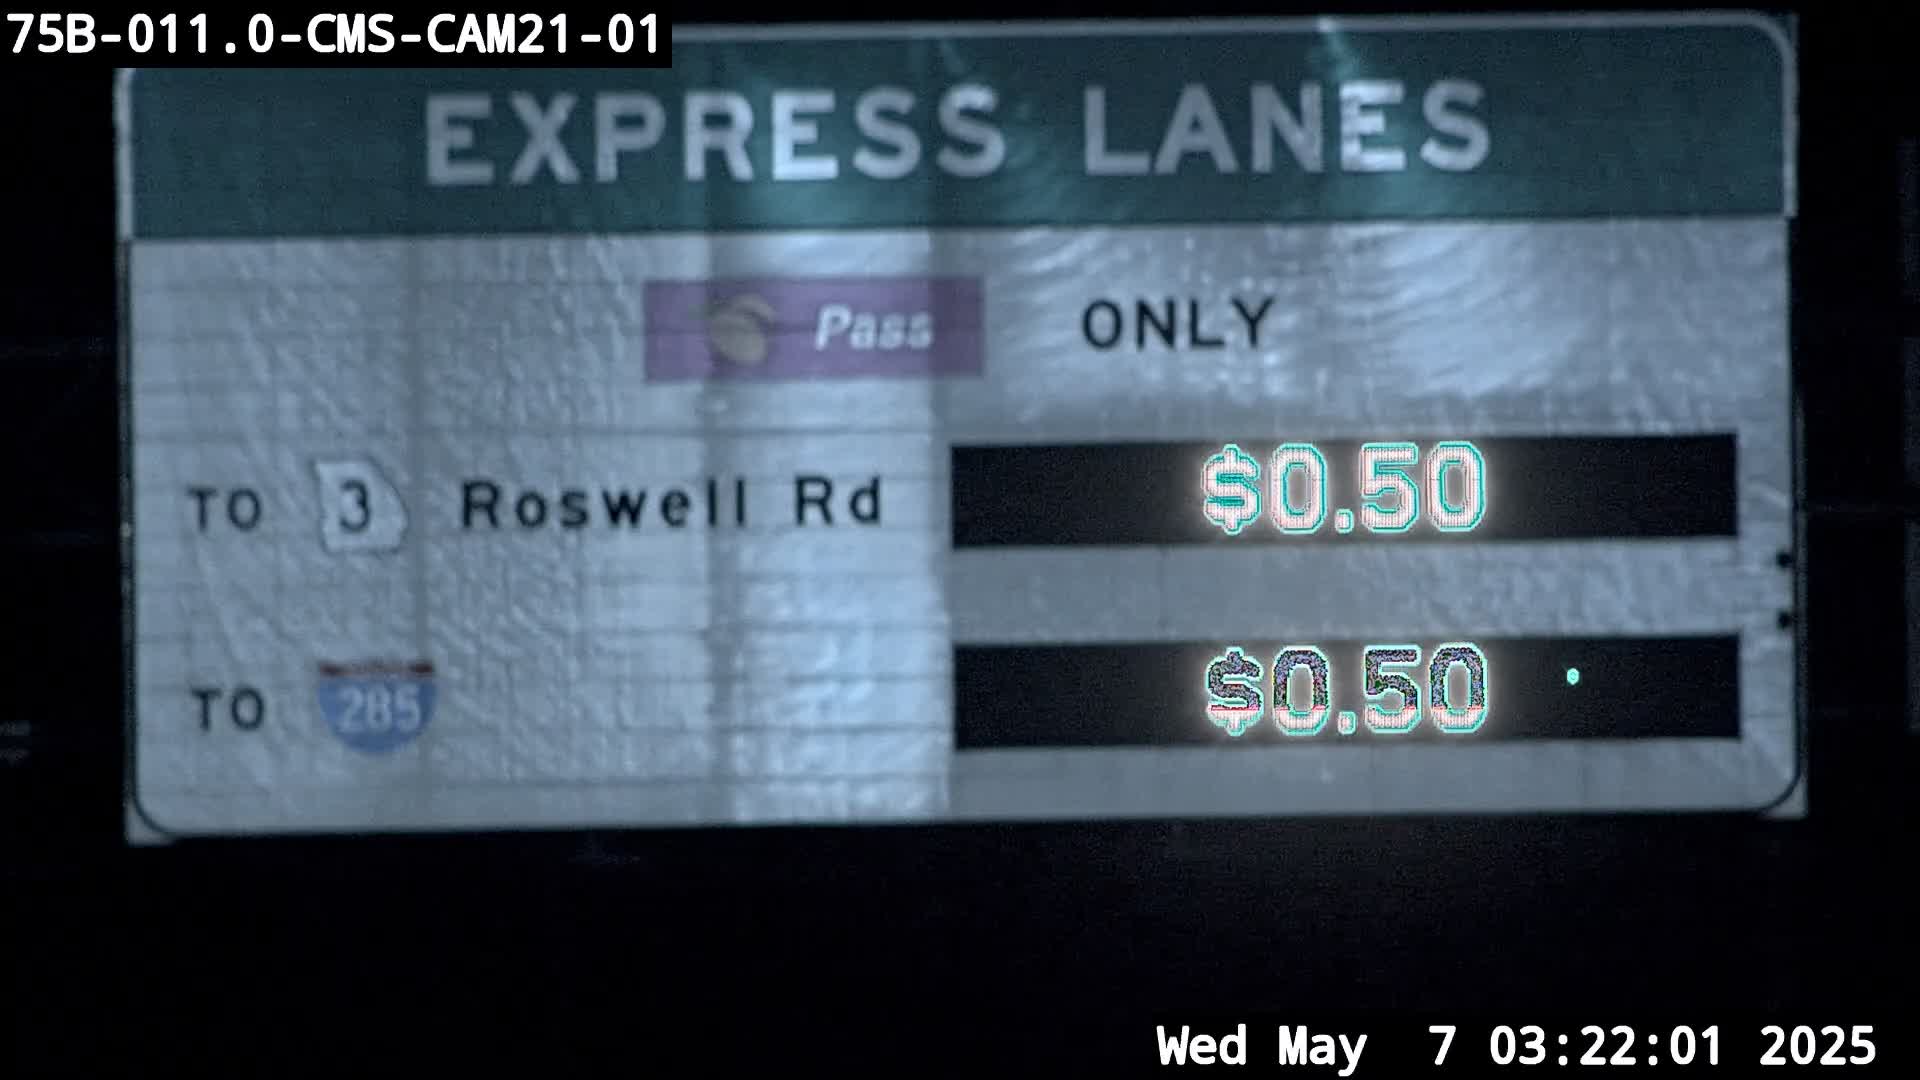 75B-011.0-CMS-CAM21-01
EXPRESS LANES
Pass ONLY
TO 3 Roswell Rd $0.50
TO 285 $0.50
Wed May 7 03:22:01 2025